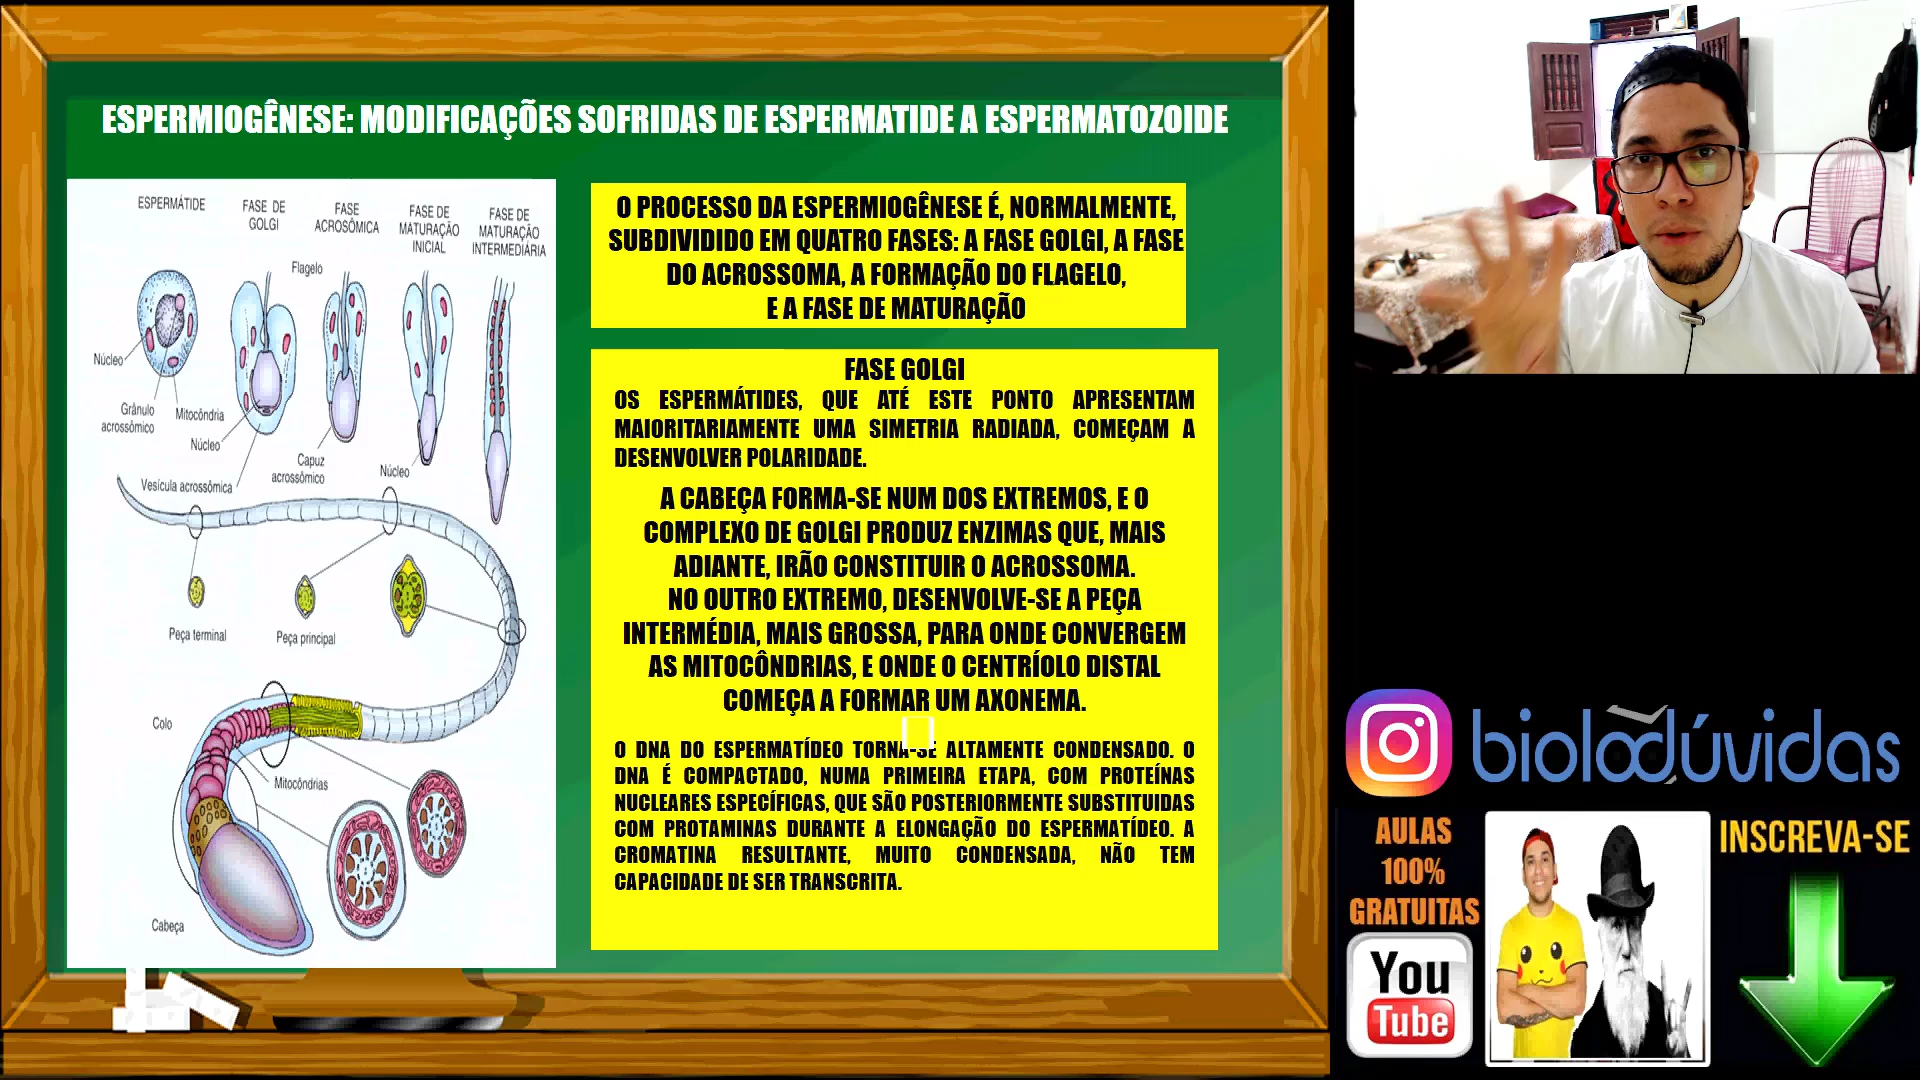 ESPERMIOGÊNESE: MODIFICAÇÕES SOFRIDAS DE ESPERMATIDE A ESPERMATOZOIDE
ESPERMÁTIDE
FASE DE
GOLGI
FASE
ACROSÔMICA
FASE DE
MATURAÇÃO
INICIAL
FASE DE
MATURAÇÃO
INTERMEDIÁRIA
Flagelo
Núcleo
Grânulo
acrossômico
Mitocôndria
Núcleo
Vesícula acrossômica
Capuz
acrossômico
Núcleo
Peça terminal
Peça principal
Colo
Mitocôndrias
Cabeça
O PROCESSO DA ESPERMIOGÊNESE É, NORMALMENTE,
SUBDIVIDIDO EM QUATRO FASES: A FASE GOLGI, A FASE
DO ACROSSOMA, A FORMAÇÃO DO FLAGELO,
E A FASE DE MATURAÇÃO
FASE GOLGI
OS ESPERMÁTIDES, QUE ATÉ ESTE PONTO APRESENTAM
MAIORITARIAMENTE UMA SIMETRIA RADIADA, COMEÇAM A
DESENVOLVER POLARIDADE.
A CABEÇA FORMA-SE NUM DOS EXTREMOS, E O
COMPLEXO DE GOLGI PRODUZ ENZIMAS QUE, MAIS
ADIANTE, IRÃO CONSTITUIR O ACROSSOMA.
NO OUTRO EXTREMO, DESENVOLVE-SE A PEÇA
INTERMÉDIA, MAIS GROSSA, PARA ONDE CONVERGEM
AS MITOCÔNDRIAS, E ONDE O CENTRÍOLO DISTAL
COMEÇA A FORMAR UM AXONEMA.
O DNA DO ESPERMATÍDEO TORNA-SE ALTAMENTE CONDENSADO. O
DNA É COMPACTADO, NUMA PRIMEIRA ETAPA, COM PROTEÍNAS
NUCLEARES ESPECÍFICAS, QUE SÃO POSTERIORMENTE SUBSTITUIDAS
COM PROTAMINAS DURANTE A ELONGAÇÃO DO ESPERMATÍDEO. A
CROMATINA RESULTANTE, MUITO CONDENSADA, NÃO TEM
CAPACIDADE DE SER TRANSCRITA.
biolodúvidas
AULAS
100%
GRATUITAS
You
Tube
INSCREVA-SE